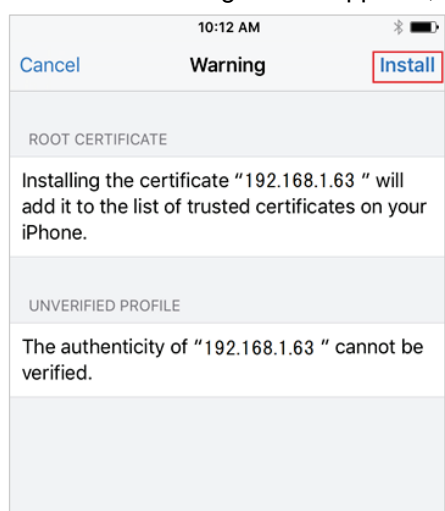 10:12 AM
Cancel
Warning
Install
ROOT CERTIFICATE
Installing the certificate “192.168.1.63 ” will
add it to the list of trusted certificates on your
iPhone.
UNVERIFIED PROFILE
The authenticity of “192.168.1.63 ” cannot be
verified.